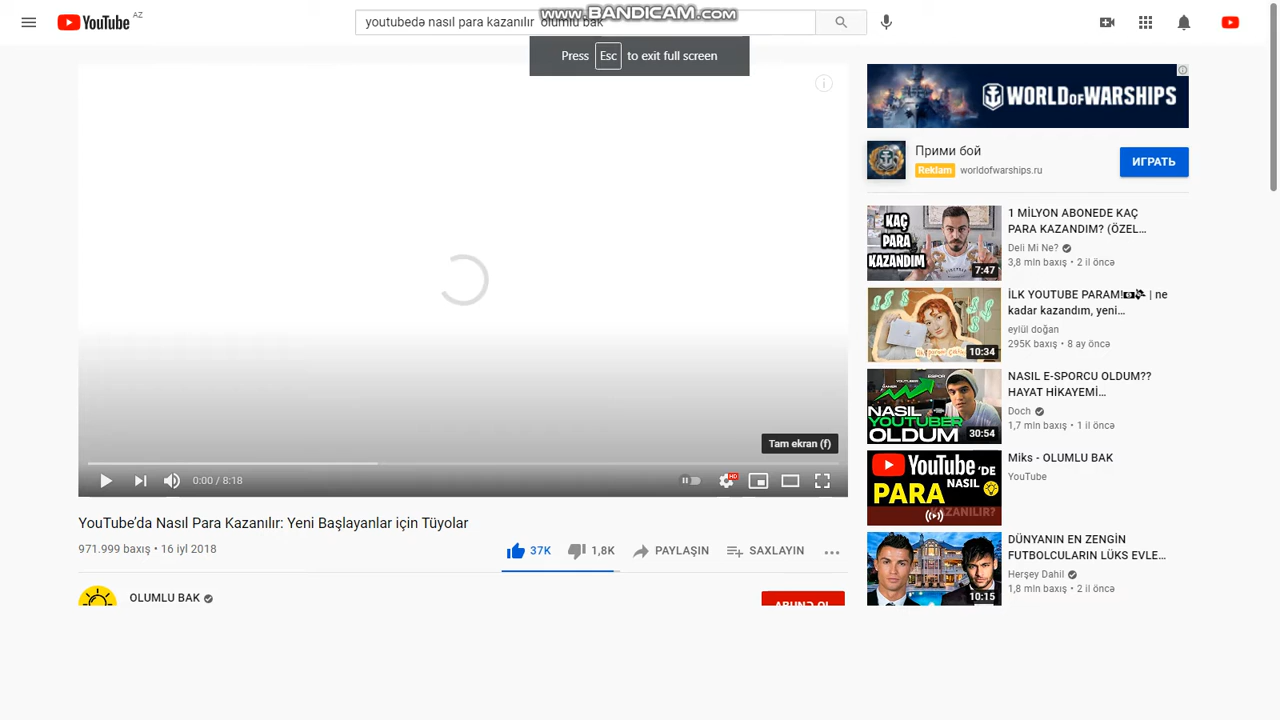 YouTube AZ
youtubedə nasıl para kazanılır olumlu bak
www.BANDICAM.com
Press Esc to exit full screen
Tam ekran (f)
0:00 / 8:18
HD
YouTube’da Nasıl Para Kazanılır: Yeni Başlayanlar için Tüyolar
971.999 baxış • 16 iyl 2018
37K
1,8K
PAYLAŞIN
SAXLAYIN
OLUMLU BAK
ABUNƏ OL
WORLD OF WARSHIPS
Прими бой
Reklam worldofwarships.ru
ИГРАТЬ
KAÇ
PARA
KAZANDIM
7:47
1 MİLYON ABONEDE KAÇ
PARA KAZANDIM? (ÖZEL...
Deli Mi Ne?
3,8 mln baxış • 2 il öncə
10:34
İLK YOUTUBE PARAM! | ne
kadar kazandım, yeni...
eylül doğan
295K baxış • 8 ay öncə
NASIL
YOUTUBER
OLDUM
30:54
NASIL E-SPORCU OLDUM??
HAYAT HİKAYEMİ...
Doch
1,7 mln baxış • 1 il öncə
YouTube'DE
PARA NASIL
KAZANILIR?
Miks - OLUMLU BAK
YouTube
10:15
DÜNYANIN EN ZENGİN
FUTBOLCULARIN LÜKS EVLE...
Herşey Dahil
1,8 mln baxış • 2 il öncə